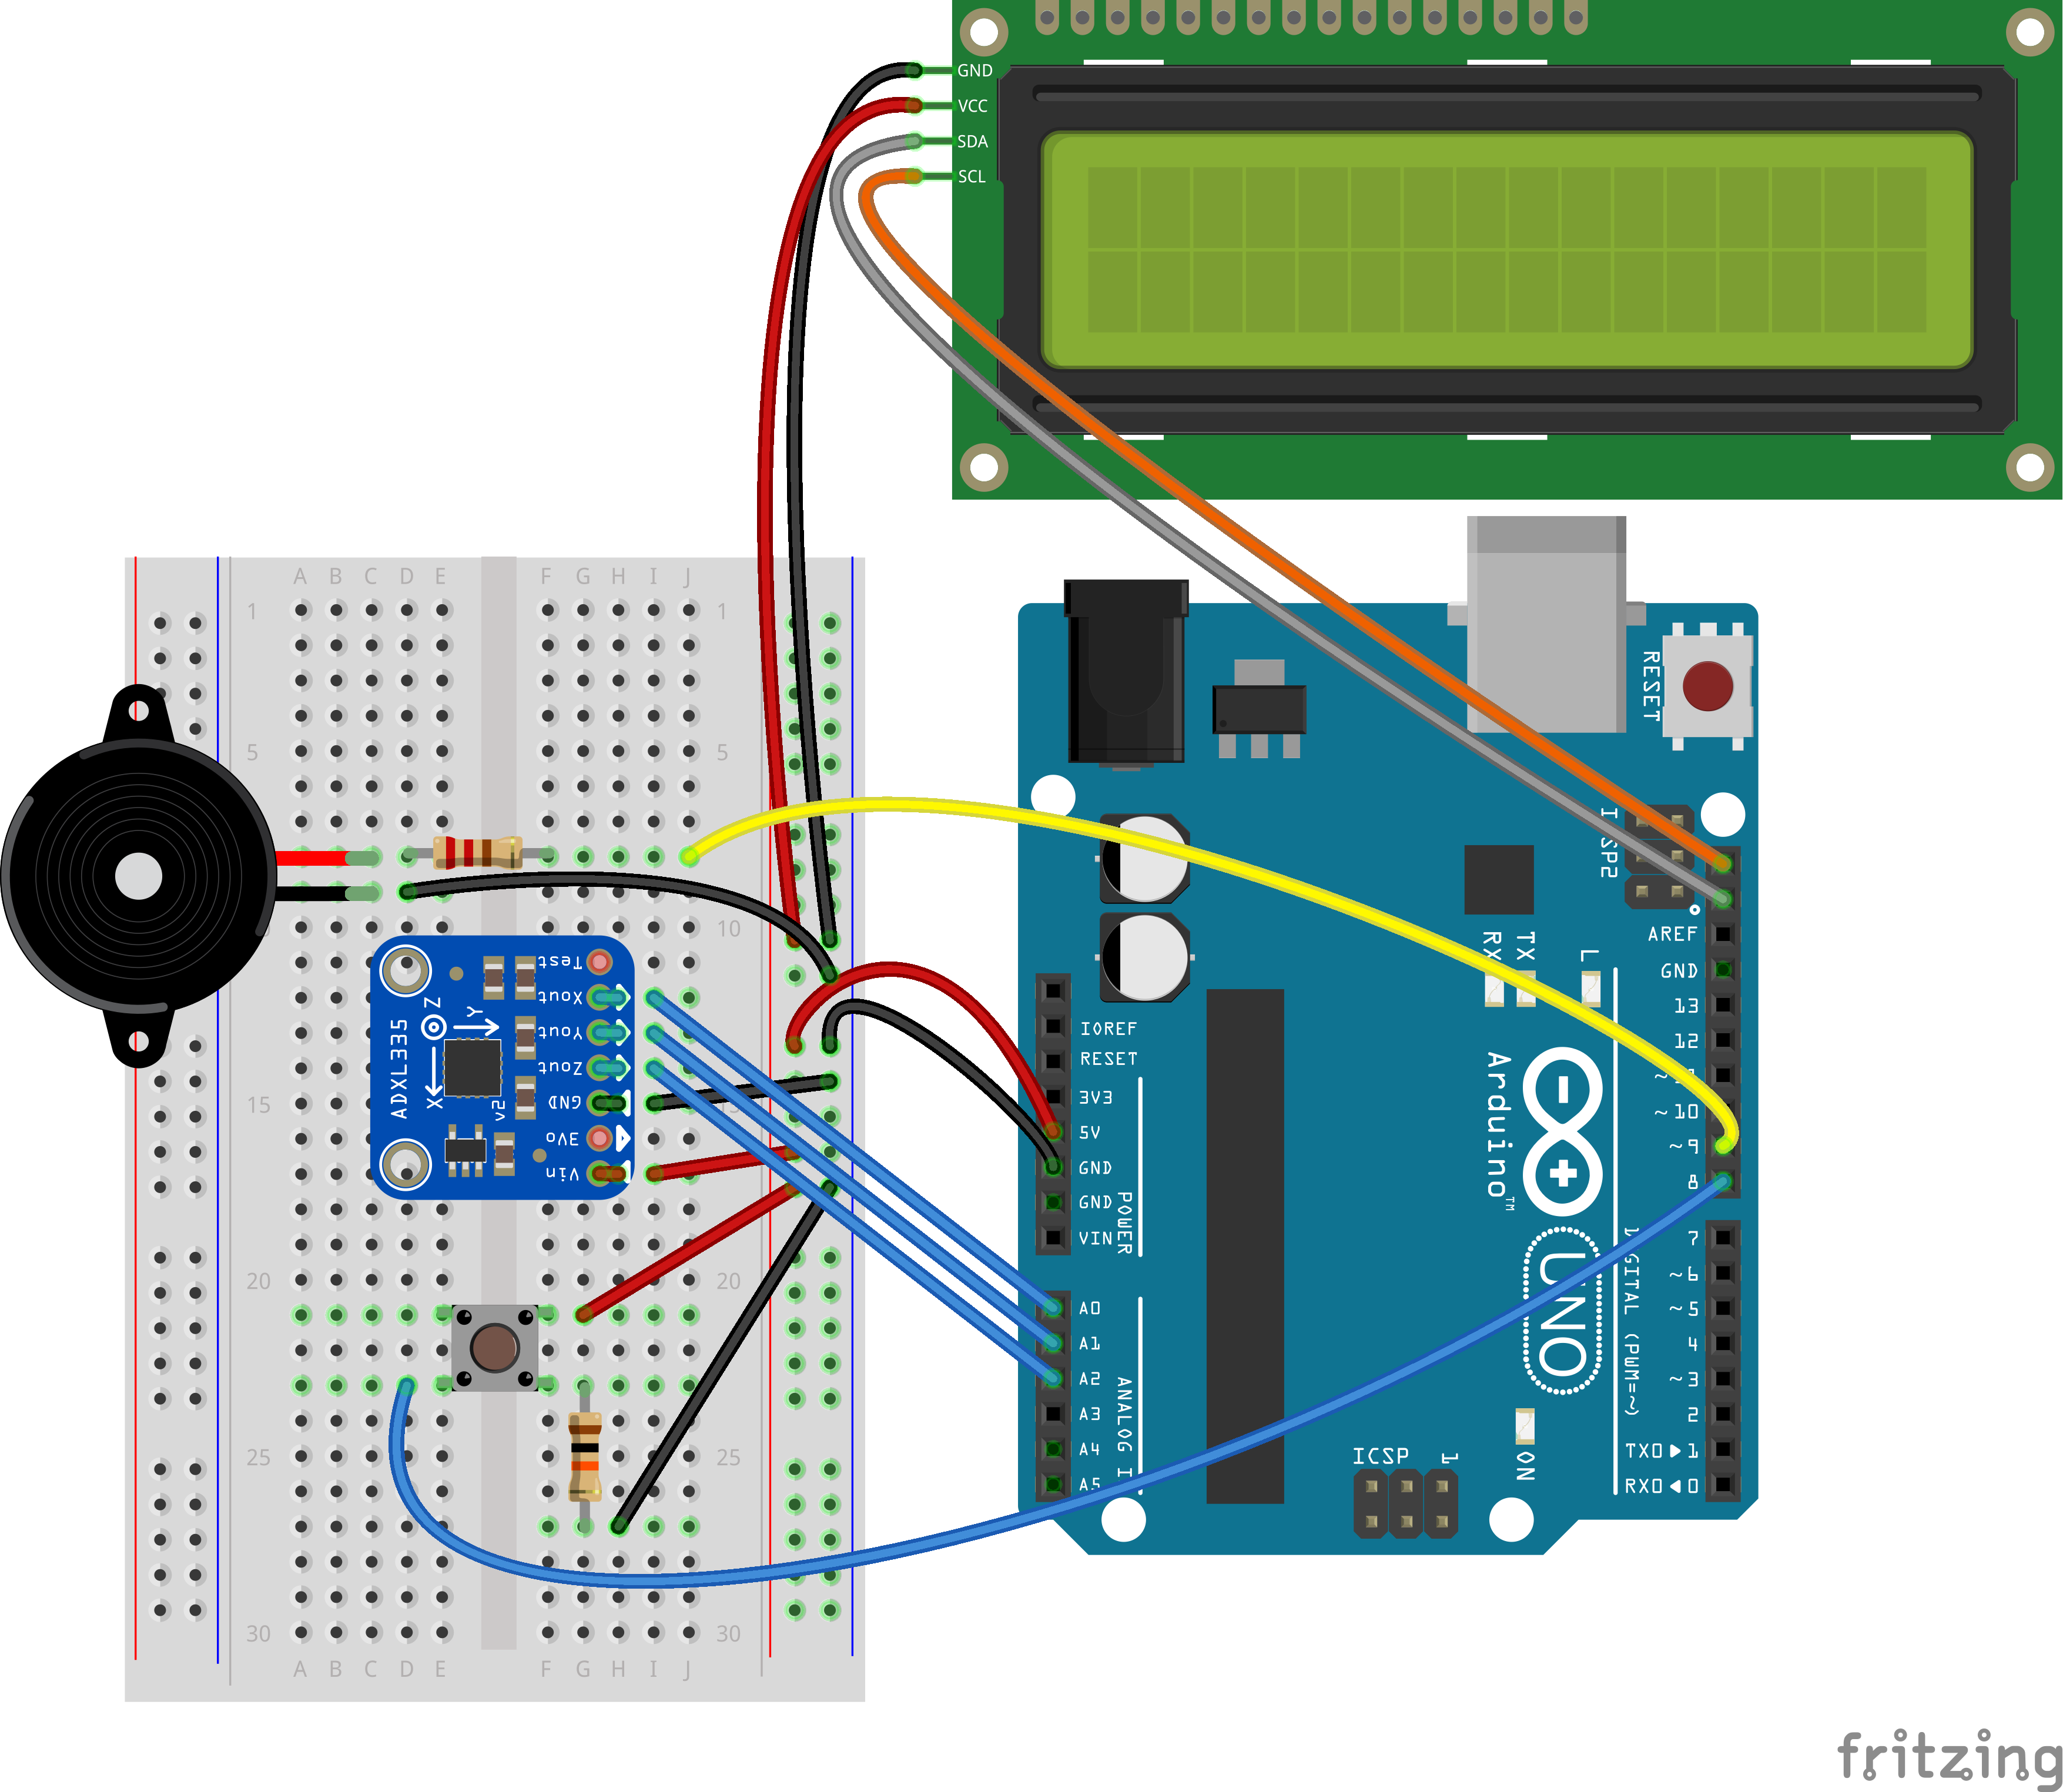 GND
VCC
SDA
SCL
A B C D E F G H I J
1 1
5 5
10
15
20 20
25 25
30 30
A B C D E F G H I J
Test
Xout
Yout
Zout
GND
3Vo
Vin
ADXL335
Z
Y
X
v2
RESET
ICSP2
AREF
GND
13
12
~10
~9
8
7
~6
~5
4
~3
2
TX0 1
RX0 0
RX
TX
L
IOREF
RESET
3V3
5V
GND
GND
VIN
POWER
A0
A1
A2
A3
A4
A5
ANALOG I
Arduino™
UNO
(PWM=~)
ICSP
1
ON
fritzing